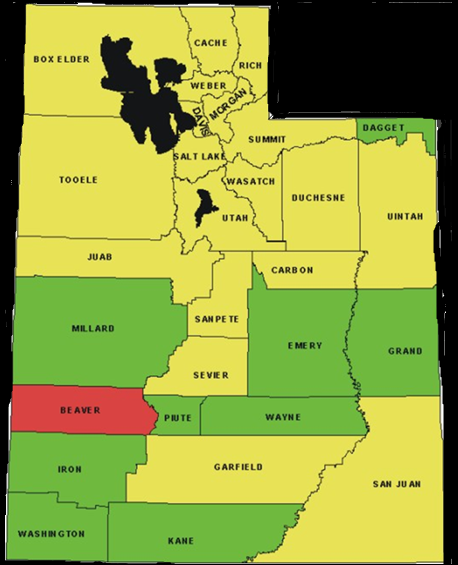 CACHE
BOX ELDER
RICH
WEBER
MORGAN
DAVIS
DAGGET
SUMMIT
SALT LAKE
TOOELE
WASATCH
DUCHESNE
UINTAH
UTAH
JUAB
CARBON
SANPETE
MILLARD
EMERY
GRAND
SEVIER
BEAVER
PIUTE
WAYNE
IRON
GARFIELD
SAN JUAN
WASHINGTON
KANE